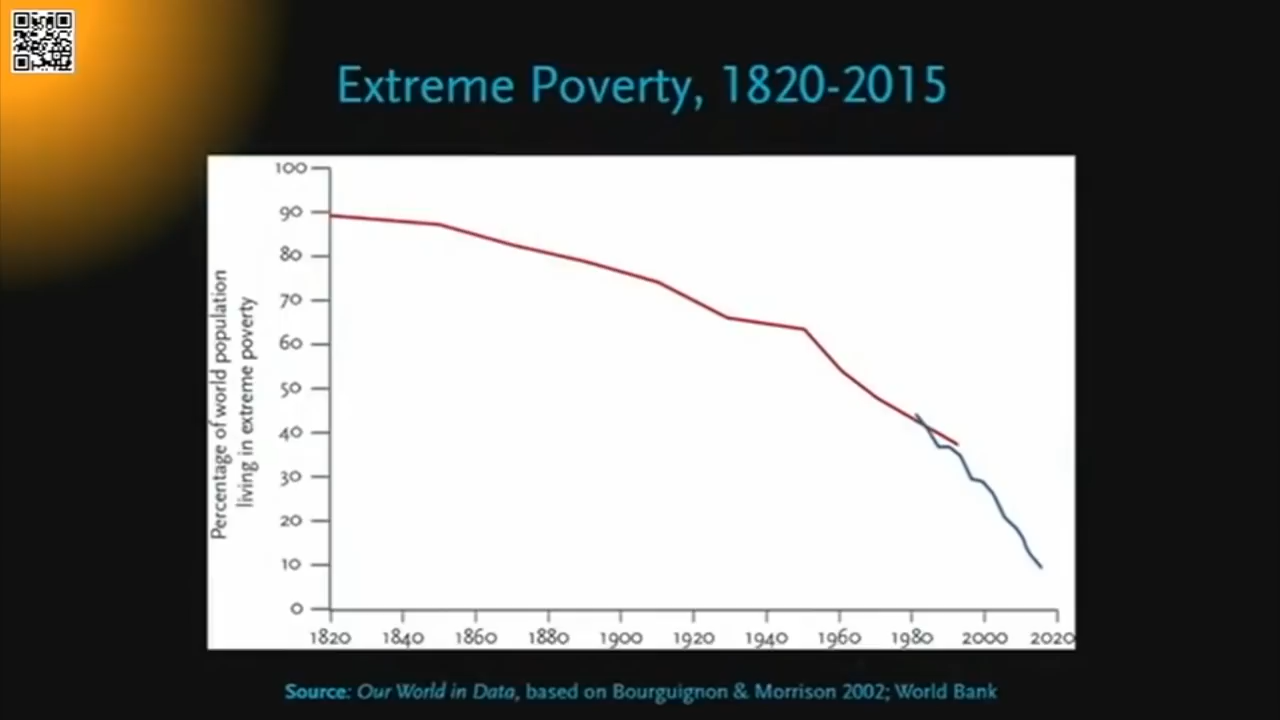 Extreme Poverty, 1820-2015
Percentage of world population
living in extreme poverty
100
90
80
70
60
50
40
30
20
10
0
1820 1840 1860 1880 1900 1920 1940 1960 1980 2000 2020
Source: Our World in Data, based on Bourguignon & Morrison 2002; World Bank